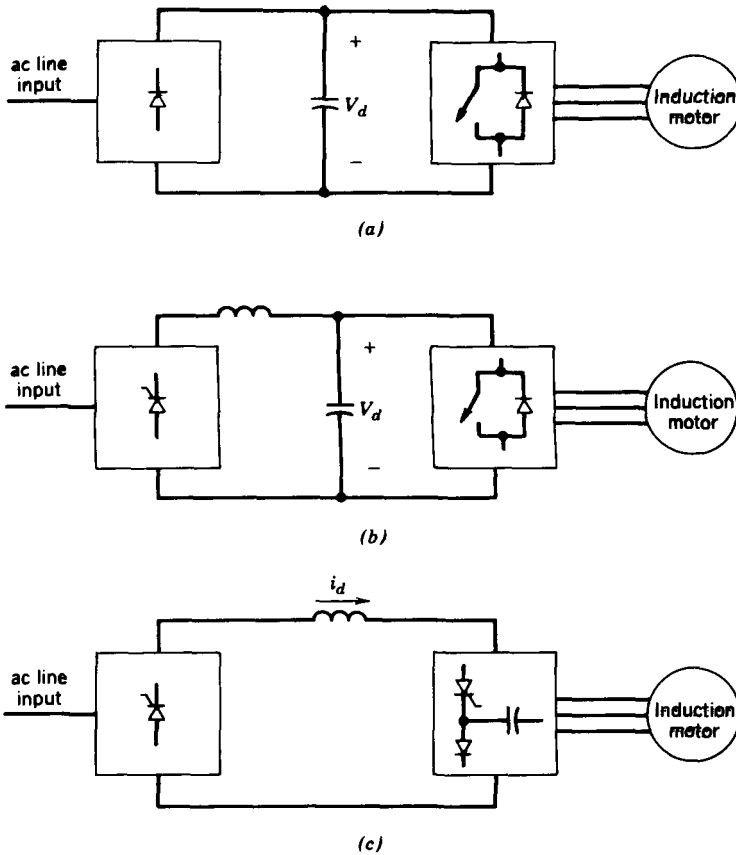 ac line
input
+
V_d
−
Induction
motor
(a)
ac line
input
+
V_d
−
Induction
motor
(b)
i_d
ac line
input
Induction
motor
(c)